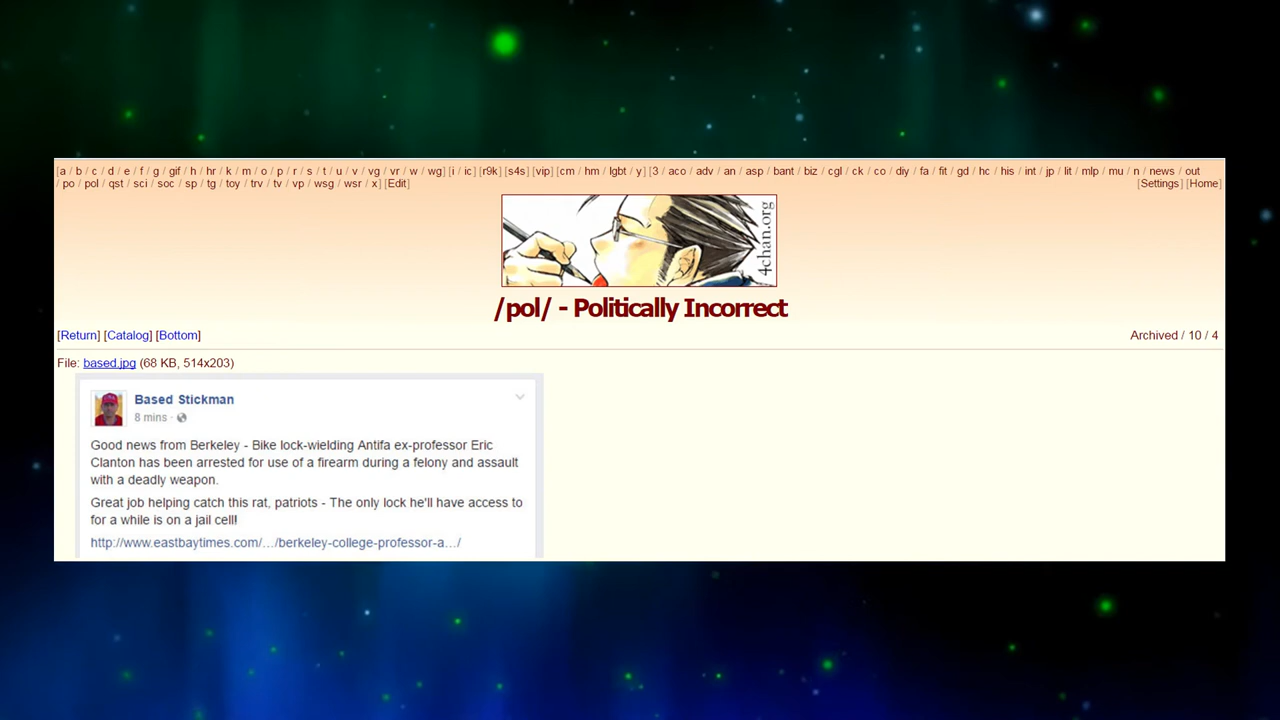 [a / b / c / d / e / f / g / gif / h / hr / k / m / o / p / r / s / t / u / v / vg / vr / w / wg] [i / ic] [r9k] [s4s] [vip] [cm / hm / lgbt / y] [3 / aco / adv / an / asp / bant / biz / cgl / ck / co / diy / fa / fit / gd / hc / his / int / jp / lit / mlp / mu / n / news / out
/ po / pol / qst / sci / soc / sp / tg / toy / trv / tv / vp / wsg / wsr / x] [Edit] [Settings] [Home]
4chan.org
/pol/ - Politically Incorrect
[Return] [Catalog] [Bottom] Archived / 10 / 4
File: based.jpg (68 KB, 514x203)
Based Stickman
8 mins ·
Good news from Berkeley - Bike lock-wielding Antifa ex-professor Eric
Clanton has been arrested for use of a firearm during a felony and assault
with a deadly weapon.
Great job helping catch this rat, patriots - The only lock he'll have access to
for a while is on a jail cell!
http://www.eastbaytimes.com/…/berkeley-college-professor-a…/